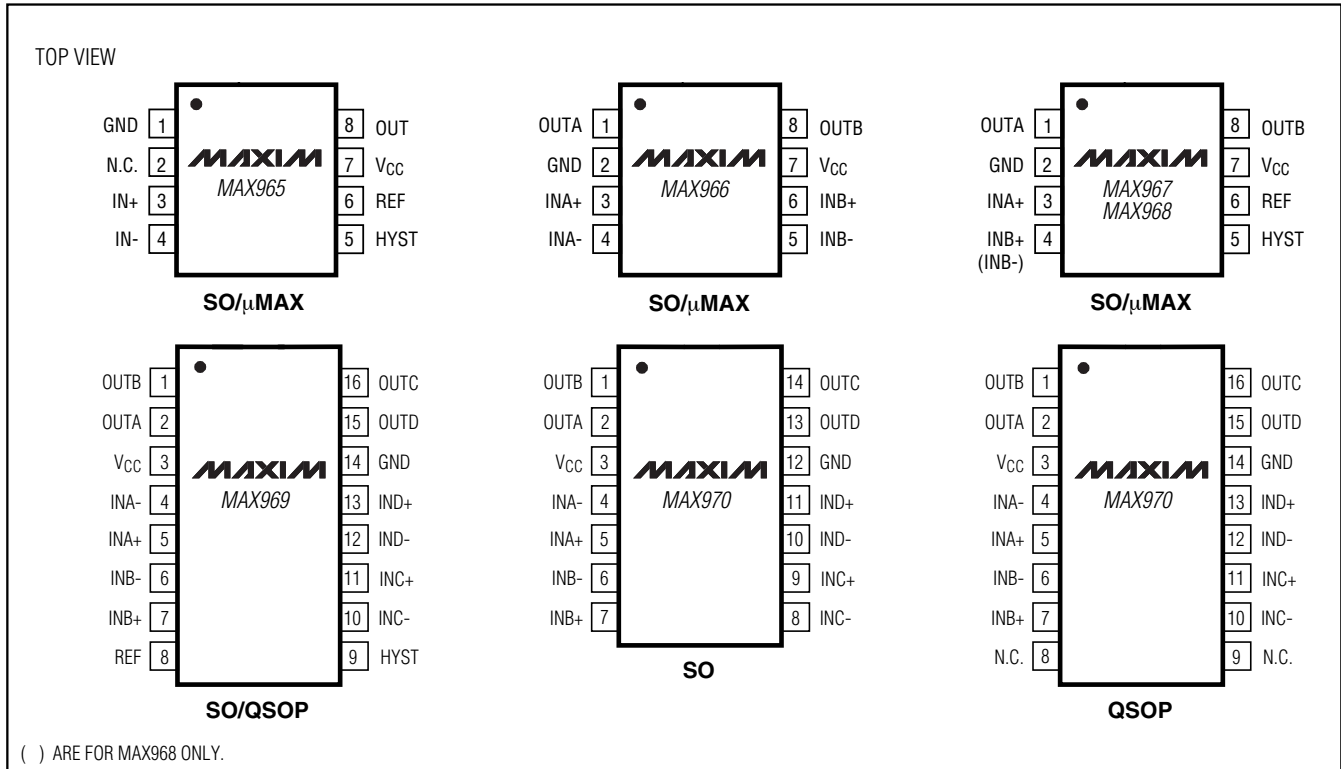 TOP VIEW
GND 1
N.C. 2
IN+ 3
IN- 4
MAXIM
MAX965
8 OUT
7 VCC
6 REF
5 HYST
SO/μMAX
OUTA 1
GND 2
INA+ 3
INA- 4
MAXIM
MAX966
8 OUTB
7 VCC
6 INB+
5 INB-
SO/μMAX
OUTA 1
GND 2
INA+ 3
INB+ 4
(INB-)
MAXIM
MAX967
MAX968
8 OUTB
7 VCC
6 REF
5 HYST
SO/μMAX
OUTB 1
OUTA 2
VCC 3
INA- 4
INA+ 5
INB- 6
INB+ 7
REF 8
MAXIM
MAX969
16 OUTC
15 OUTD
14 GND
13 IND+
12 IND-
11 INC+
10 INC-
9 HYST
SO/QSOP
OUTB 1
OUTA 2
VCC 3
INA- 4
INA+ 5
INB- 6
INB+ 7
MAXIM
MAX970
14 OUTC
13 OUTD
12 GND
11 IND+
10 IND-
9 INC+
8 INC-
SO
OUTB 1
OUTA 2
VCC 3
INA- 4
INA+ 5
INB- 6
INB+ 7
N.C. 8
MAXIM
MAX970
16 OUTC
15 OUTD
14 GND
13 IND+
12 IND-
11 INC+
10 INC-
9 N.C.
QSOP
( ) ARE FOR MAX968 ONLY.